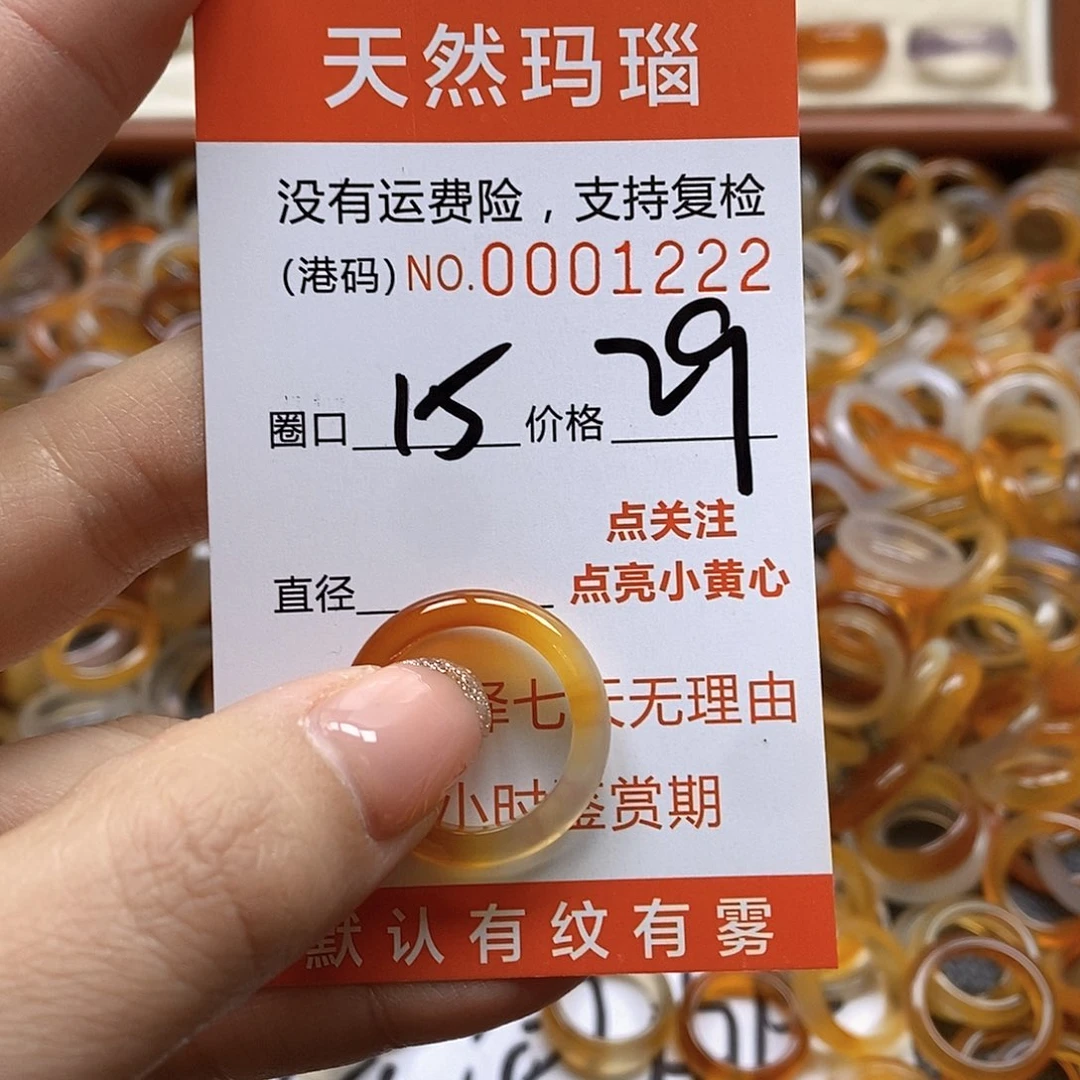 天然玛瑙
没有运费险，支持复检
(港码) NO.0001222
圈口 15 价格 29
点关注
直径 点亮小黄心
择七天无理由
小时鉴赏期
默认有纹有雾